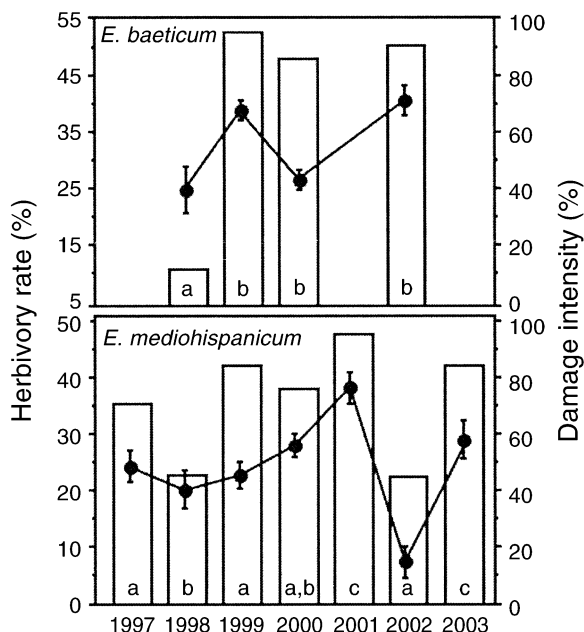 55
45
35
25
15
5
Herbivory rate (%)
E. baeticum
a
b
b
b
100
80
60
40
20
0
Damage intensity (%)
50
40
30
20
10
0
E. mediohispanicum
a
b
a
a,b
c
a
c
100
80
60
40
20
0
1997 1998 1999 2000 2001 2002 2003